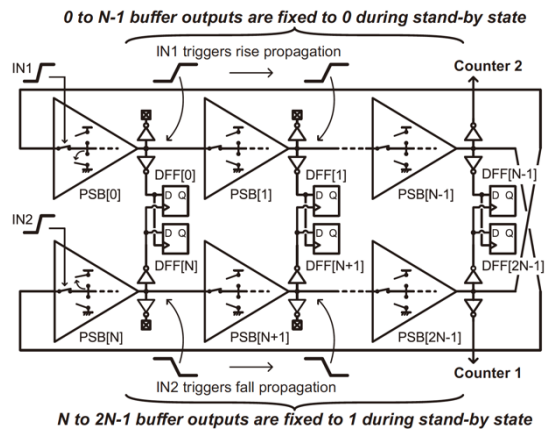 0 to N-1 buffer outputs are fixed to 0 during stand-by state
IN1 IN1 triggers rise propagation Counter 2
PSB[0] DFF[0] PSB[1] DFF[1] PSB[N-1] DFF[N-1]
D Q D Q D Q
IN2
D Q D Q D Q
DFF[N] DFF[N+1] DFF[2N-1]
PSB[N] PSB[N+1] PSB[2N-1]
IN2 triggers fall propagation Counter 1
N to 2N-1 buffer outputs are fixed to 1 during stand-by state